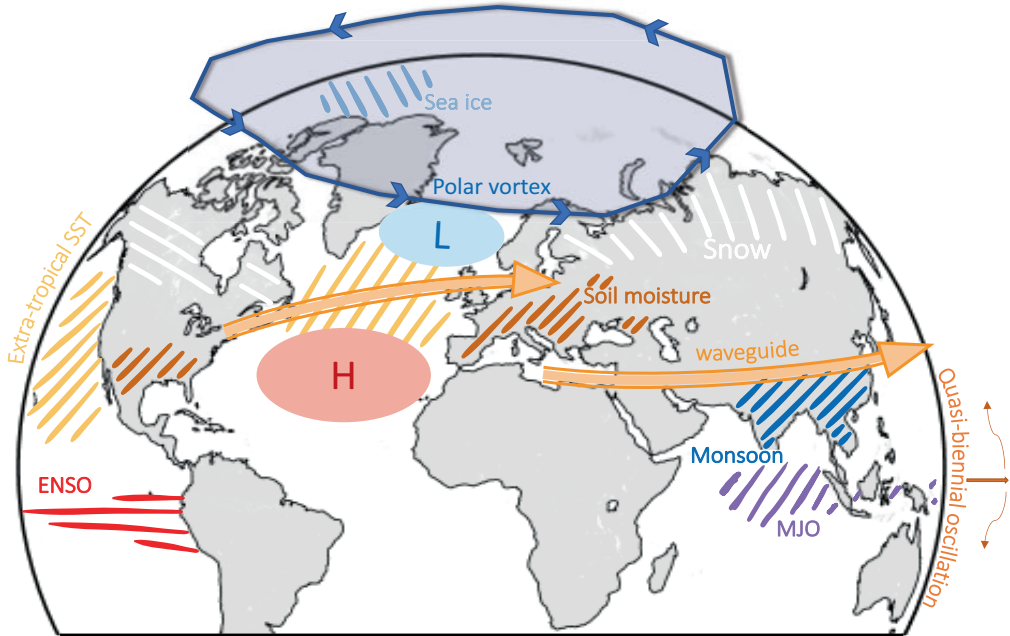 Sea ice
Polar vortex
L
Snow
Extra-tropical SST
Soil moisture
waveguide
H
Quasi-biennial oscillation
Monsoon
ENSO
MJO